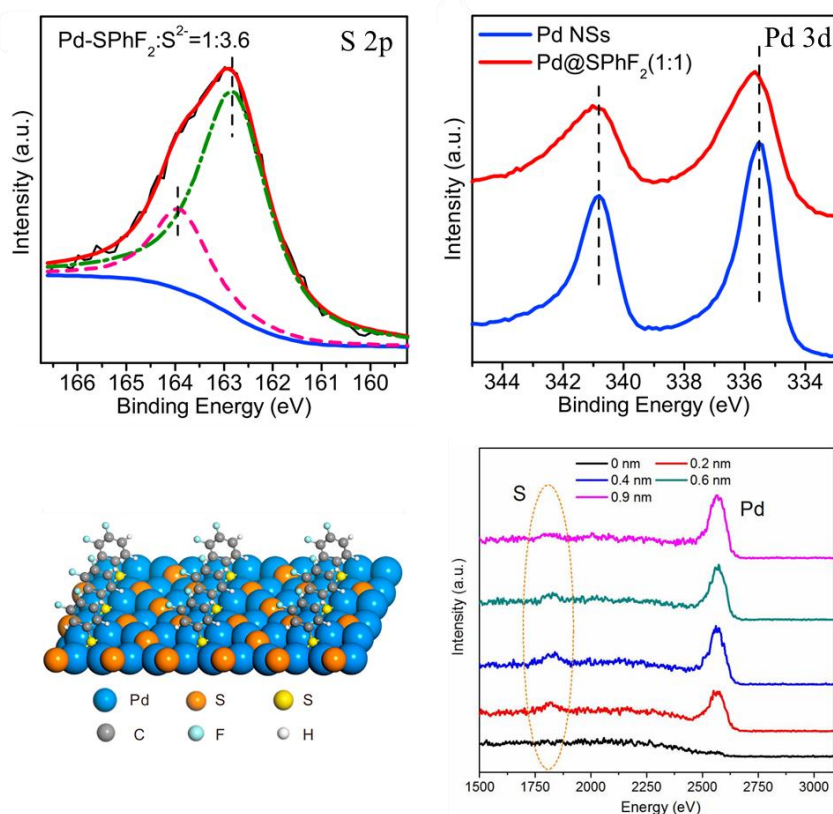 Pd-SPhF₂:S²⁻=1:3.6
S 2p
Intensity (a.u.)
166 165 164 163 162 161 160
Binding Energy (eV)
Pd NSs
Pd@SPhF₂(1:1)
Pd 3d
Intensity (a.u.)
344 342 340 338 336 334
Binding Energy (eV)
Pd S S
C F H
0 nm 0.2 nm
0.4 nm 0.6 nm
0.9 nm
S
Pd
Intensity (a.u.)
1500 1750 2000 2250 2500 2750 3000
Energy (eV)